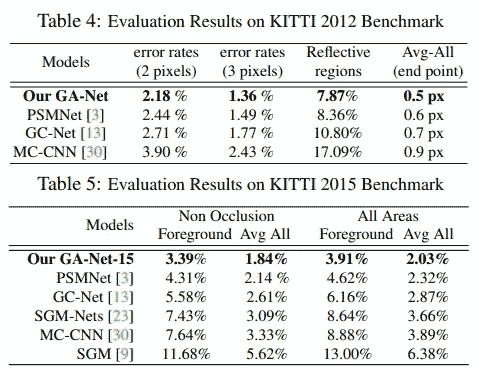 Table 4: Evaluation Results on KITTI 2012 Benchmark
Models error rates (2 pixels) error rates (3 pixels) Reflective regions Avg-All (end point)
Our GA-Net 2.18 % 1.36 % 7.87% 0.5 px
PSMNet [3] 2.44 % 1.49 % 8.36% 0.6 px
GC-Net [13] 2.71 % 1.77 % 10.80% 0.7 px
MC-CNN [30] 3.90 % 2.43 % 17.09% 0.9 px
Table 5: Evaluation Results on KITTI 2015 Benchmark
Models Non Occlusion All Areas
Foreground Avg All Foreground Avg All
Our GA-Net-15 3.39% 1.84% 3.91% 2.03%
PSMNet [3] 4.31% 2.14 % 4.62% 2.32%
GC-Net [13] 5.58% 2.61% 6.16% 2.87%
SGM-Nets [23] 7.43% 3.09% 8.64% 3.66%
MC-CNN [30] 7.64% 3.33% 8.88% 3.89%
SGM [9] 11.68% 5.62% 13.00% 6.38%